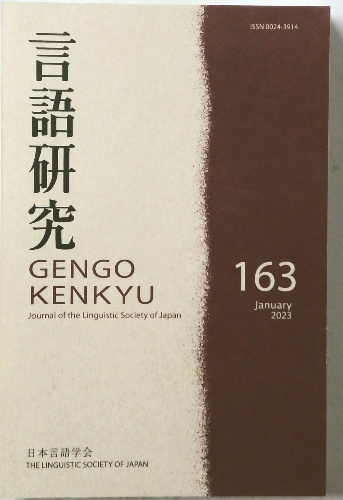 ISSN 0024-3914
言語研究
GENGO
KENKYU
Journal of the Linguistic Society of Japan
163
January
2023
日本言語学会
THE LINGUISTIC SOCIETY OF JAPAN